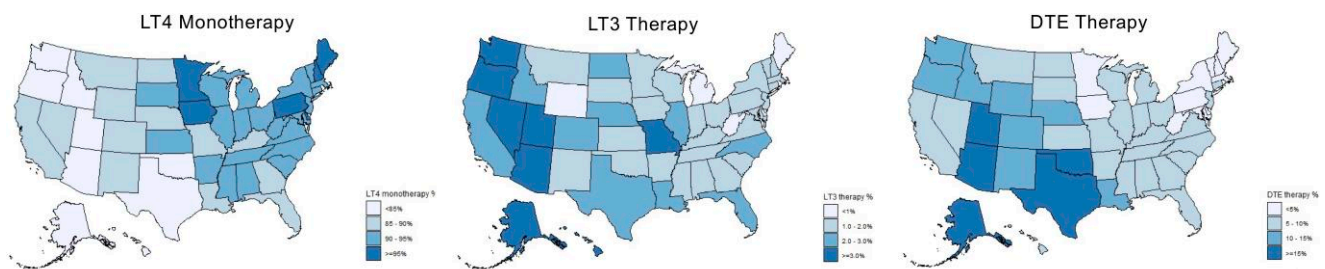 LT4 Monotherapy
LT3 Therapy
DTE Therapy
LT4 monotherapy %
<85%
85 - 90%
90 - 95%
>=95%
LT3 therapy %
<1%
1.0 - 2.0%
2.0 - 3.0%
>=3.0%
DTE therapy %
<5%
5 - 10%
10 - 15%
>=15%